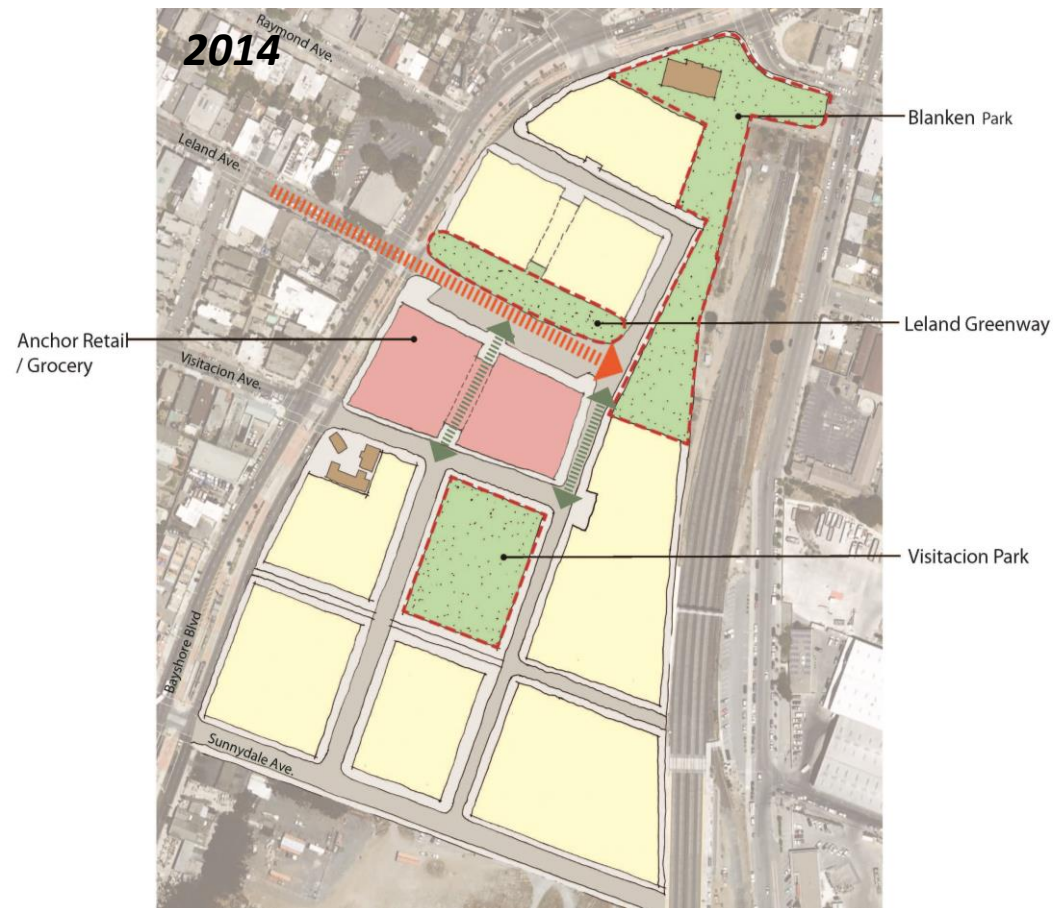 2014
Raymond Ave.
Blanken Park
Leland Ave.
Leland Greenway
Anchor Retail
/ Grocery
Visitacion Ave.
Visitacion Park
Bayshore Blvd
Sunnydale Ave.